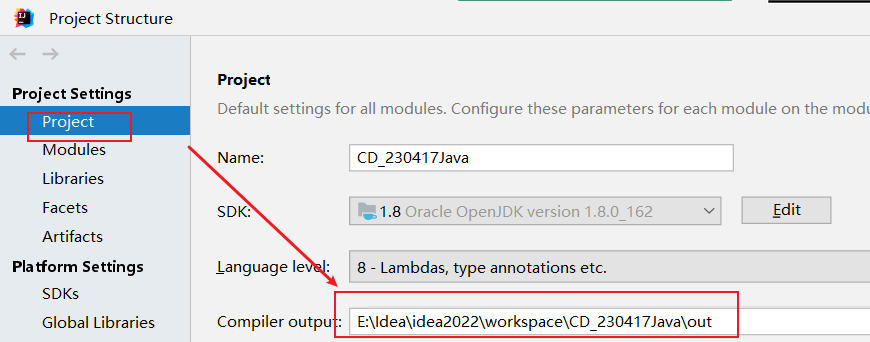 Project Structure
Project Settings
Project
Modules
Libraries
Facets
Artifacts
Platform Settings
SDKs
Global Libraries
Project
Default settings for all modules. Configure these parameters for each module on the modu
Name: CD_230417Java
SDK: 1.8 Oracle OpenJDK version 1.8.0_162 Edit
Language level: 8 - Lambdas, type annotations etc.
Compiler output: E:\Idea\idea2022\workspace\CD_230417Java\out